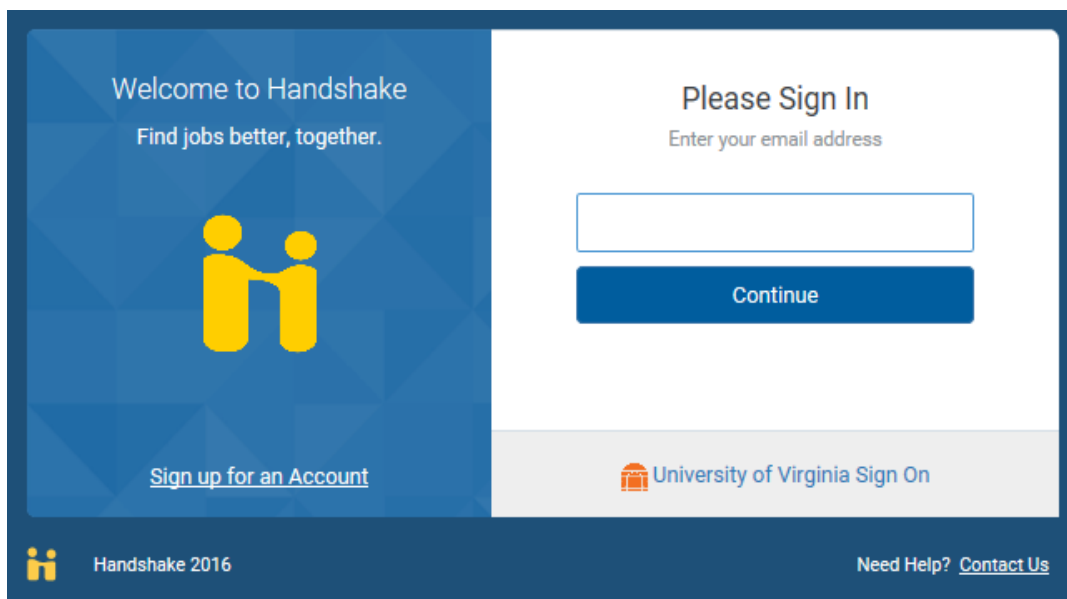 Welcome to Handshake
Find jobs better, together.
Sign up for an Account
Please Sign In
Enter your email address
Continue
University of Virginia Sign On
Handshake 2016
Need Help? Contact Us